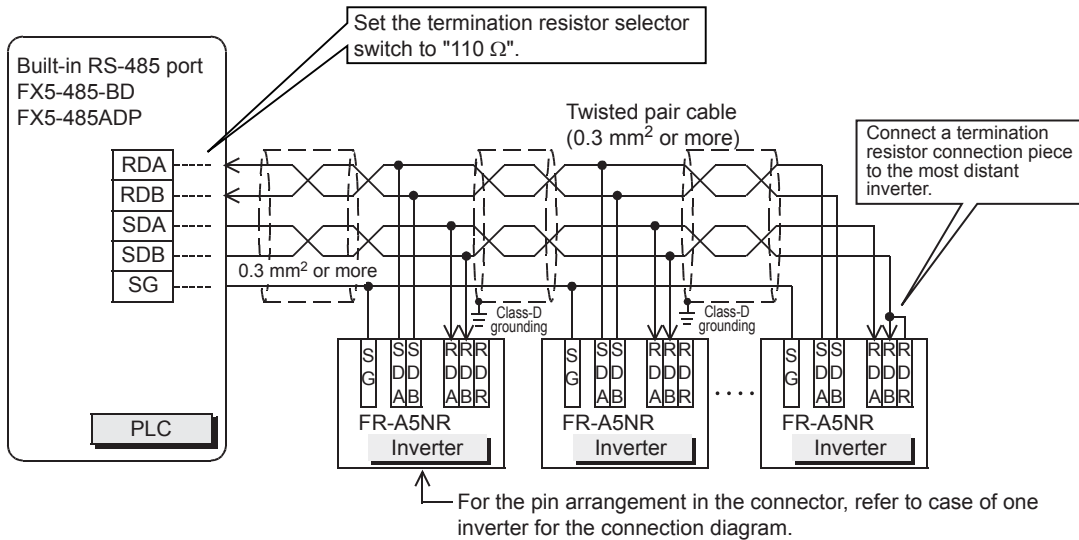 Set the termination resistor selector
switch to "110 Ω".
Built-in RS-485 port
FX5-485-BD
FX5-485ADP
Twisted pair cable
(0.3 mm² or more)
Connect a termination
resistor connection piece
to the most distant
inverter.
RDA
RDB
SDA
SDB
SG
0.3 mm² or more
Class-D
grounding
Class-D
grounding
SG
SDA
SDB
RDA
RDB
RDR
SG
SDA
SDB
RDA
RDB
RDR
SG
SDA
SDB
RDA
RDB
RDR
FR-A5NR
FR-A5NR
FR-A5NR
PLC
Inverter
Inverter
Inverter
For the pin arrangement in the connector, refer to case of one
inverter for the connection diagram.